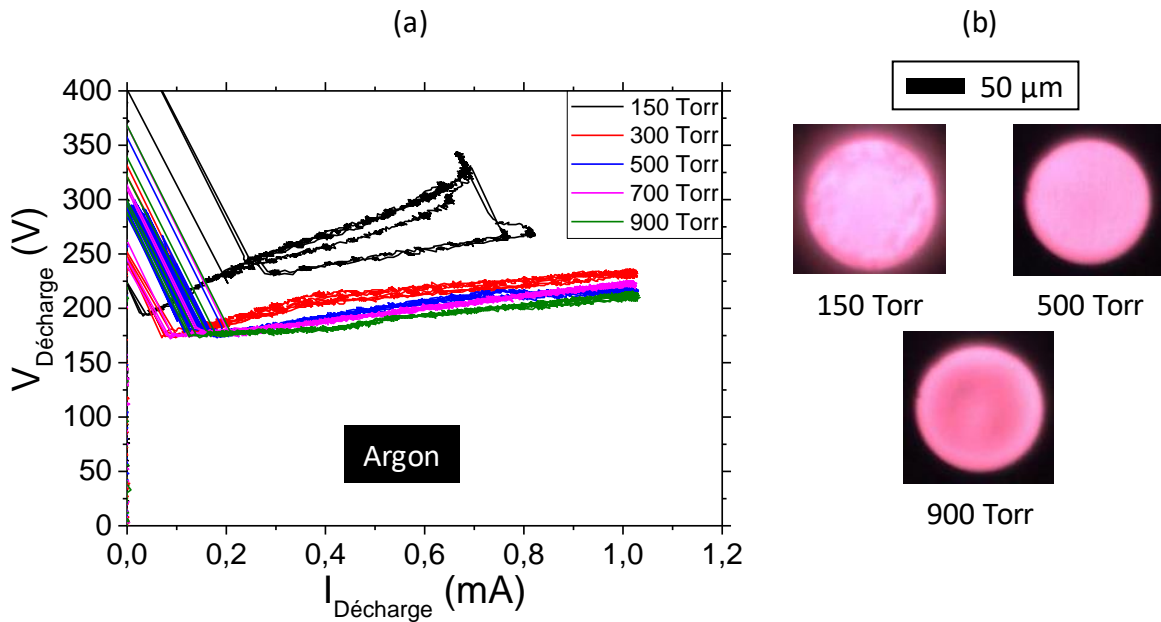 (a)
(b)
400
350
300
250
200
150
100
50
0
V_Décharge (V)
0,0
0,2
0,4
0,6
0,8
1,0
1,2
I_Décharge (mA)
150 Torr
300 Torr
500 Torr
700 Torr
900 Torr
Argon
50 µm
150 Torr
500 Torr
900 Torr